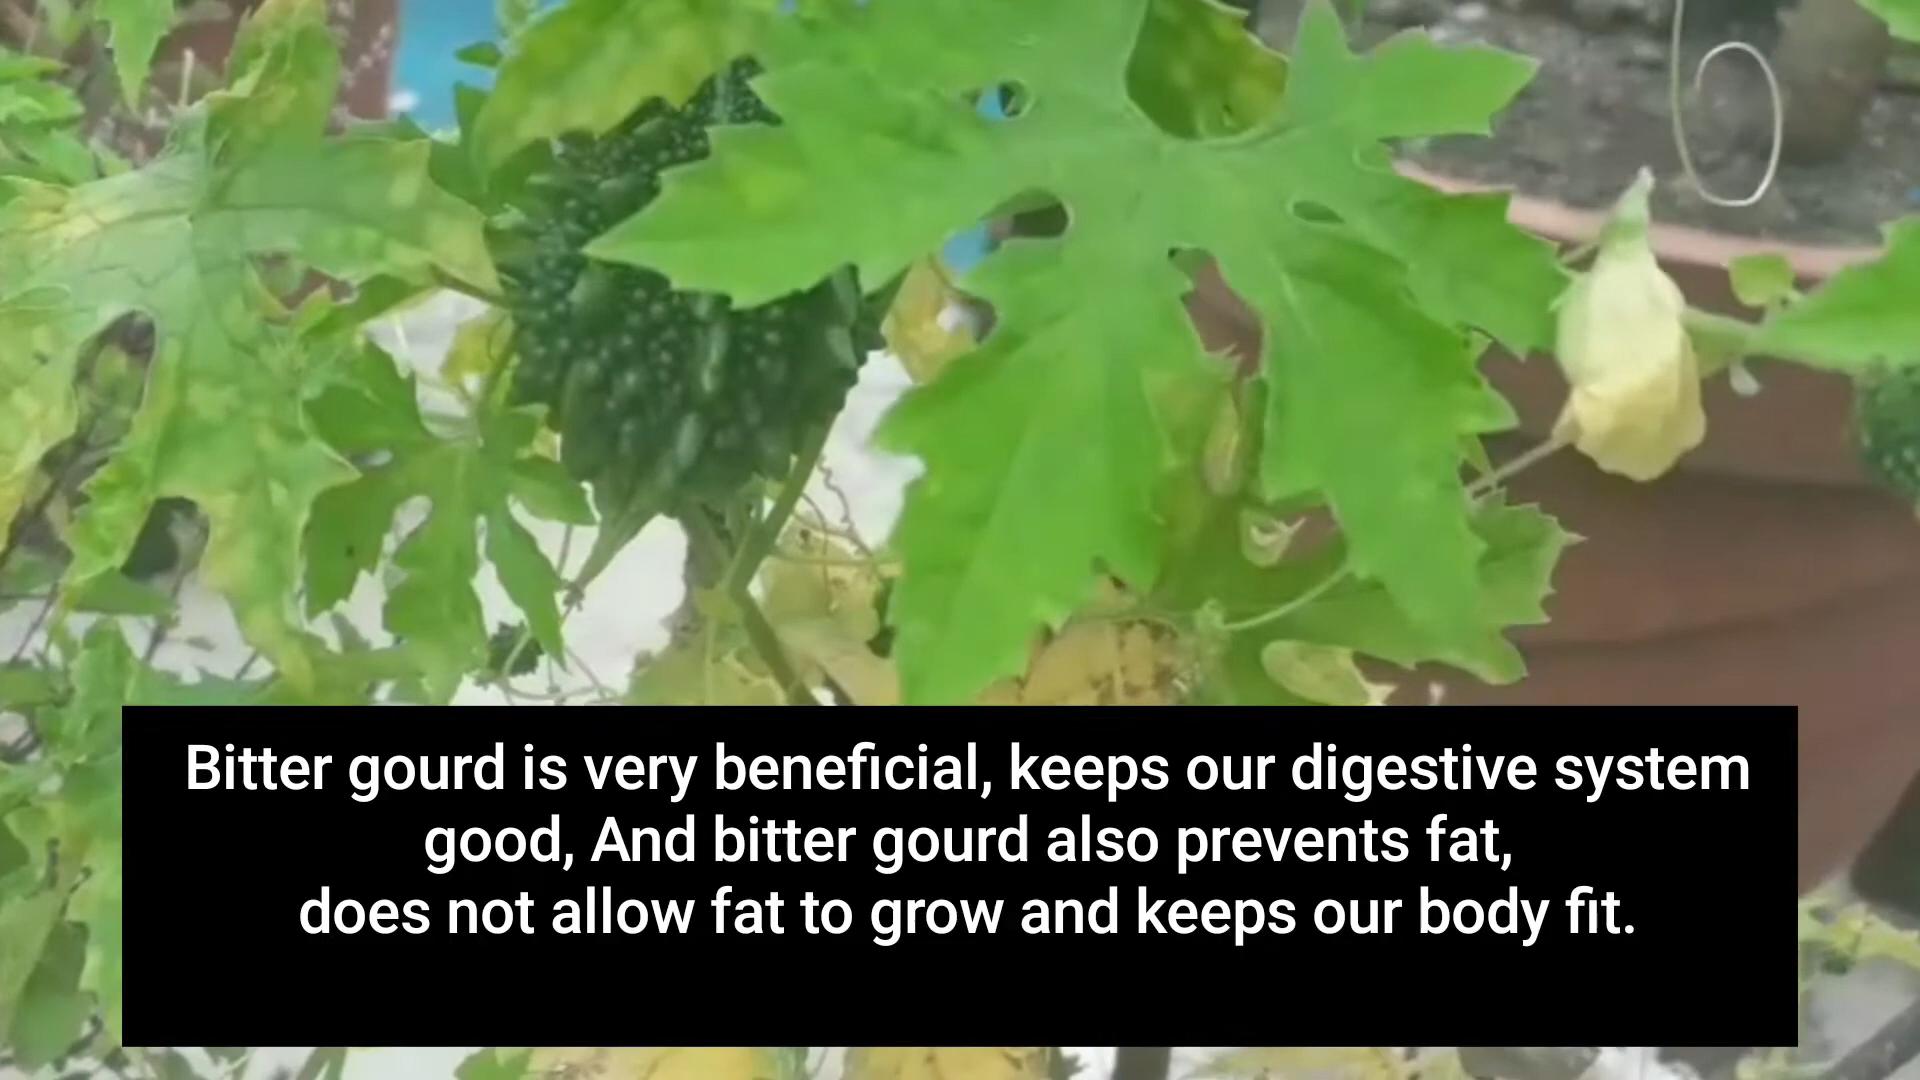 Bitter gourd is very beneficial, keeps our digestive system
good, And bitter gourd also prevents fat,
does not allow fat to grow and keeps our body fit.